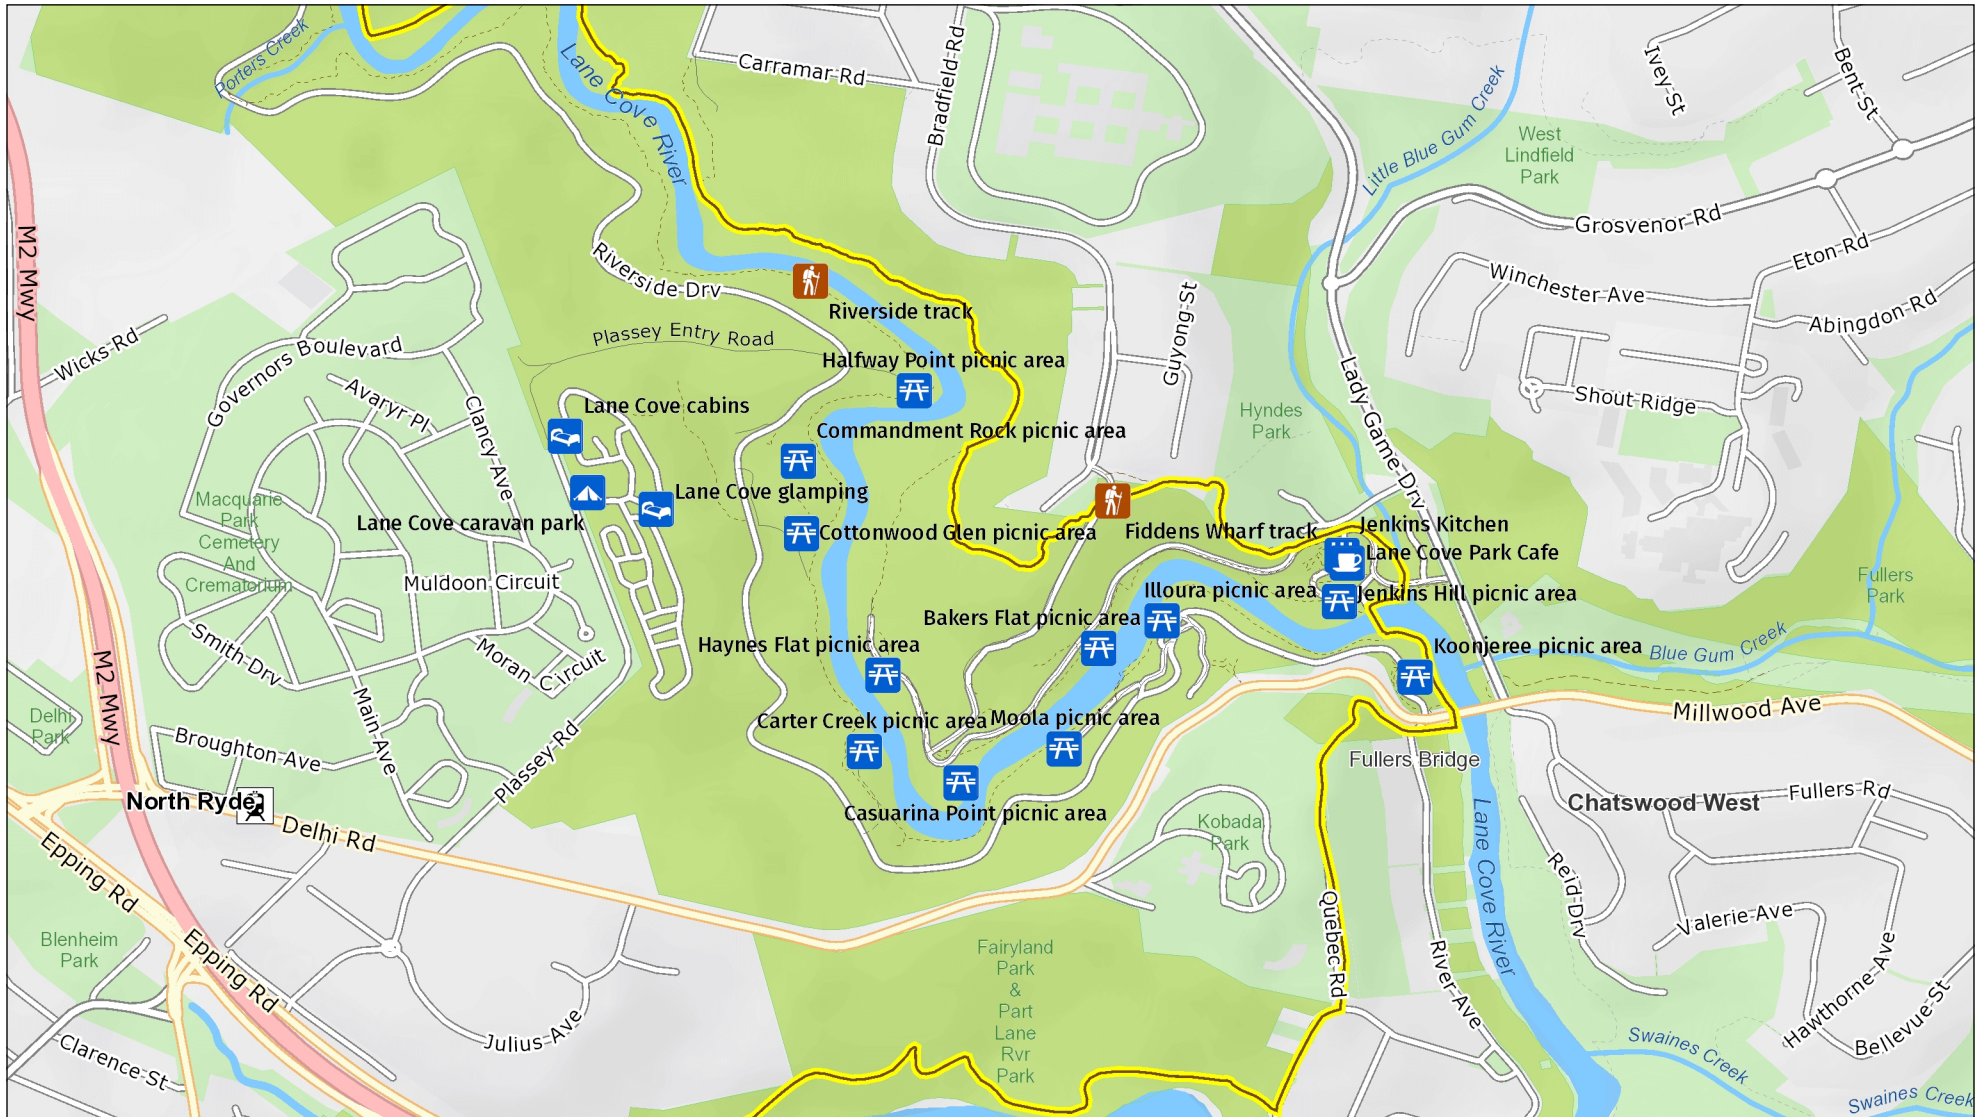 Porters Creek
Lane Cove River
Carramar Rd
Bradfield Rd
Ivey St
Bent St
Little Blue Gum Creek
West
Lindfield
Park
Grosvenor Rd
Eton Rd
Winchester Ave
Abingdon Rd
M2 Mwy
Riverside Drv
Riverside track
Plassey Entry Road
Guyong St
Wicks Rd
Governors Boulevard
Avaryr Pl
Clancy Ave
Halfway Point picnic area
Lady Game Drv
Shout Ridge
Hyndes
Park
Lane Cove cabins
Commandment Rock picnic area
Lane Cove glamping
Lane Cove caravan park
Macquarie
Park
Cemetery
And
Crematorium
Cottonwood Glen picnic area
Fiddens Wharf track
Jenkins Kitchen
Lane Cove Park Cafe
Muldoon Circuit
Illoura picnic area
Jenkins Hill picnic area
Fullers
Park
Bakers Flat picnic area
Haynes Flat picnic area
Koonjeree picnic area
Blue Gum Creek
Smith Drv
Moran Circuit
Main Ave
M2 Mwy
Delhi
Park
Broughton Ave
Plassey Rd
Carter Creek picnic area
Moola picnic area
Millwood Ave
Fullers Bridge
North Ryde
Delhi Rd
Casuarina Point picnic area
Kobada
Park
Chatswood West
Fullers Rd
Lane Cove River
Epping Rd
Reid Drv
Quebec Rd
Valerie Ave
Blenheim
Park
Epping Rd
Fairyland
Park
&
Part
Lane
Rvr
Park
River Ave
Hawthorne Ave
Bellevue St
Julius Ave
Clarence St
Swaines Creek
Swaines Creek